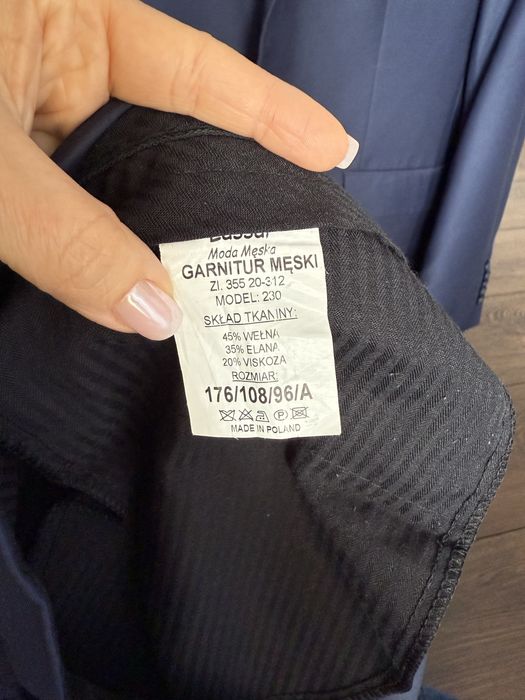 Moda Męska
GARNITUR MĘSKI
Zl. 355 20-312
MODEL: 230
SKŁAD TKANINY:
45% WEŁNA
35% ELANA
20% VISKOZA
ROZMIAR:
176/108/96/A
P
MADE IN POLAND